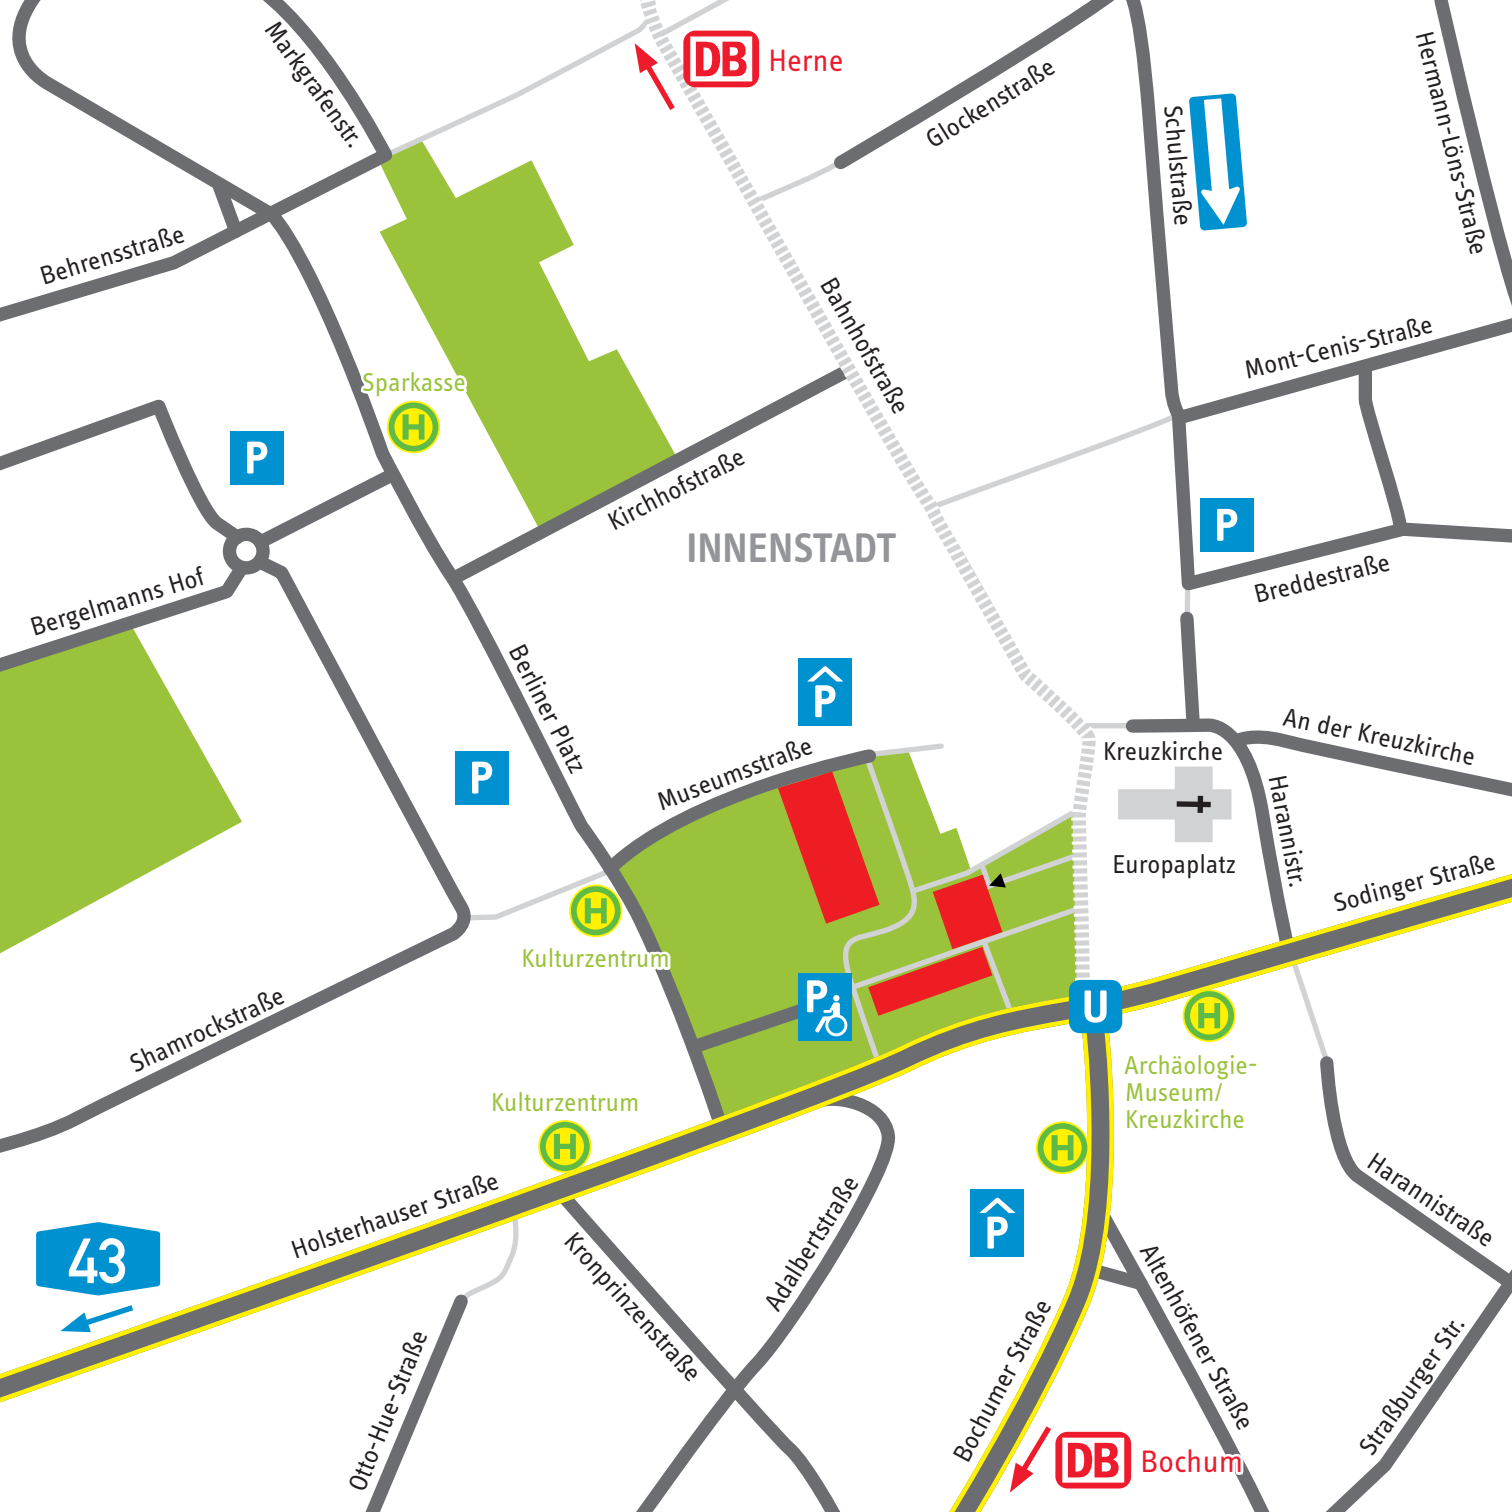 Markgrafenstr.
DB Herne
Glockenstraße
Schulstraße
Hermann-Löns-Straße
Behrensstraße
Bahnhofstraße
Mont-Cenis-Straße
Sparkasse
H
P
Kirchhofstraße
INNENSTADT
P
Breddestraße
Bergelmanns Hof
Berliner Platz
P
P
Museumsstraße
Kreuzkirche
An der Kreuzkirche
Europaplatz
Harannistr.
Sodinger Straße
H
Kulturzentrum
P
U
H
Shamrockstraße
Archäologie-
Museum/
Kreuzkirche
Kulturzentrum
H
H
Holsterhauser Straße
43
P
Adalbertstraße
Kronprinzenstraße
Harannistraße
Altenhöfener Straße
Otto-Hue-Straße
Bochumer Straße
Straßburger Str.
DB Bochum